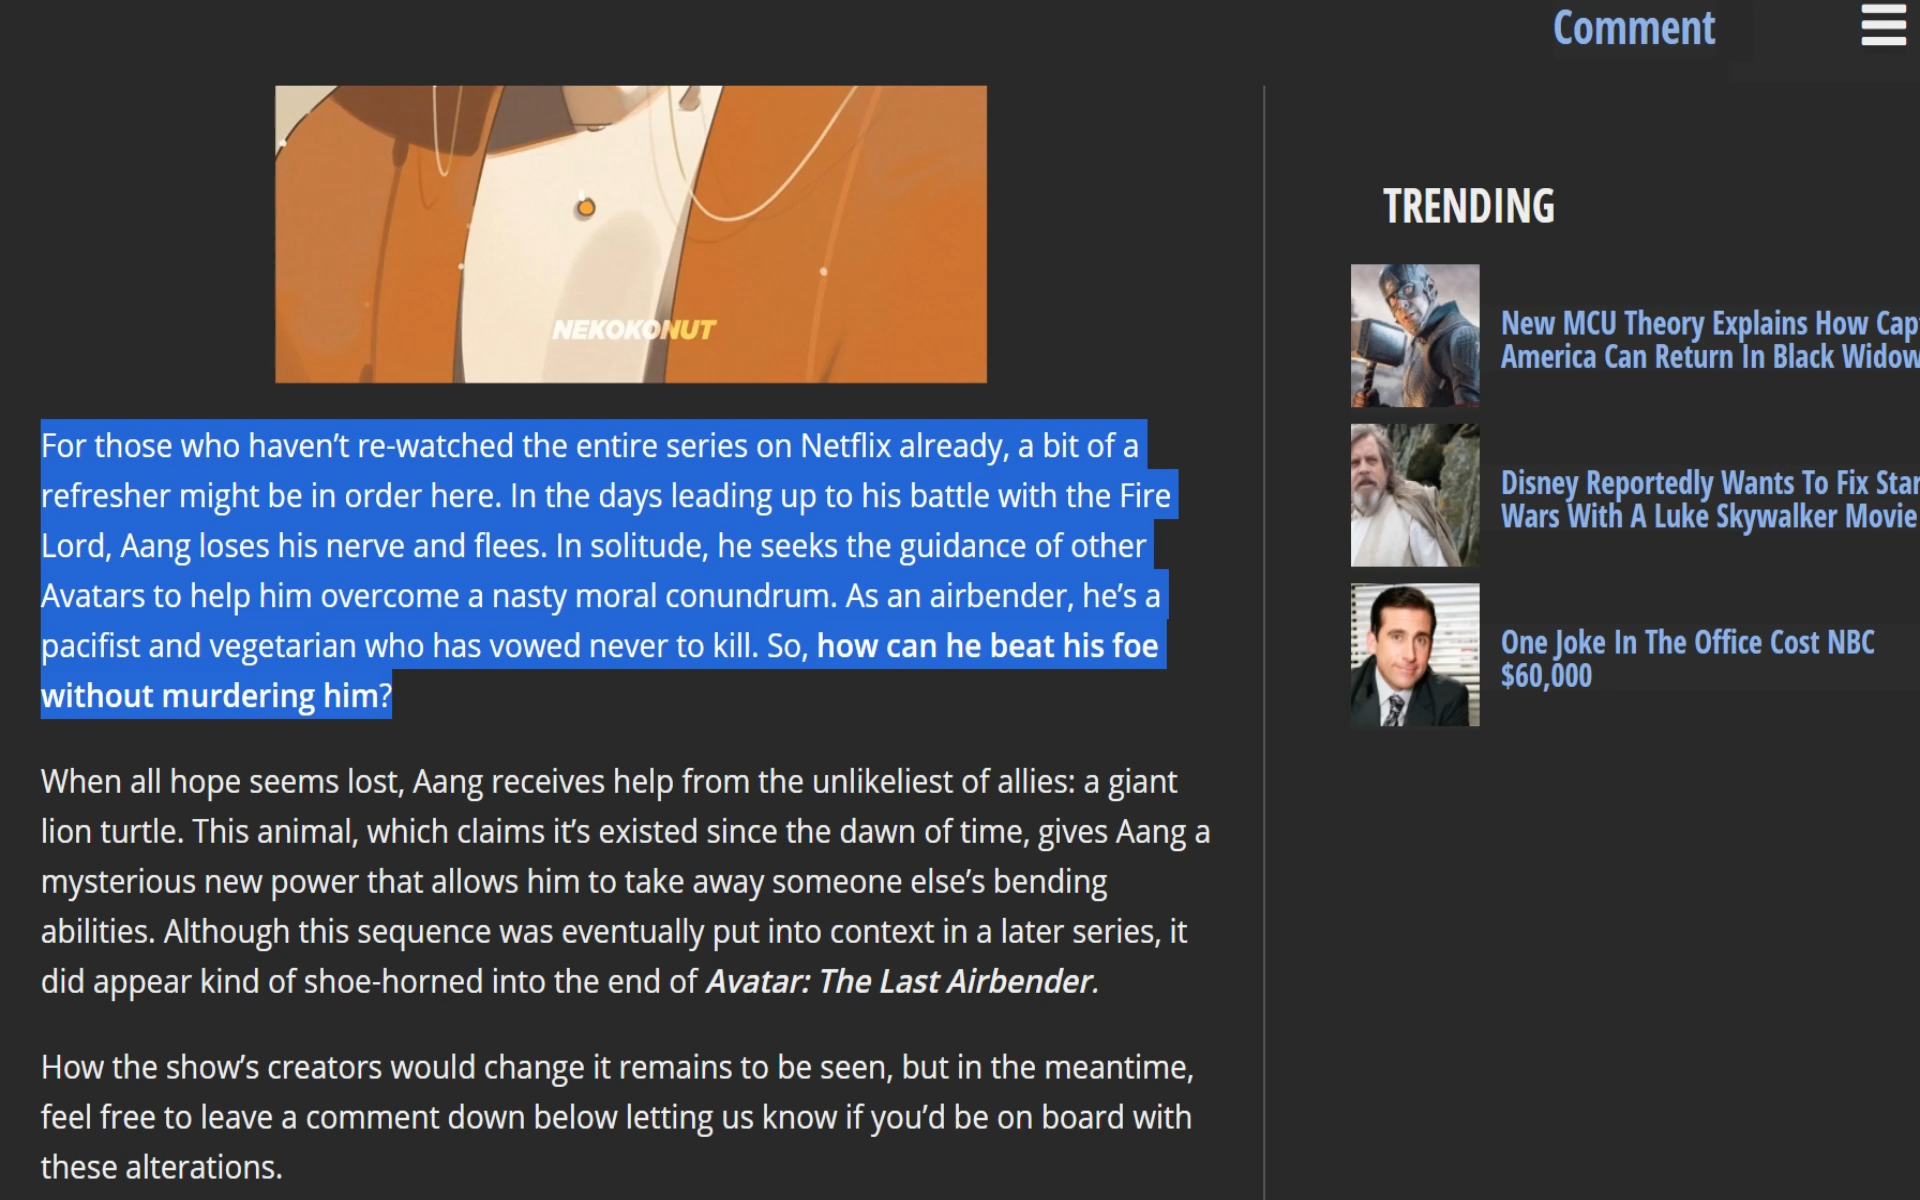 Comment
NEKOKONUT
For those who haven’t re-watched the entire series on Netflix already, a bit of a
refresher might be in order here. In the days leading up to his battle with the Fire
Lord, Aang loses his nerve and flees. In solitude, he seeks the guidance of other
Avatars to help him overcome a nasty moral conundrum. As an airbender, he’s a
pacifist and vegetarian who has vowed never to kill. So, how can he beat his foe
without murdering him?
When all hope seems lost, Aang receives help from the unlikeliest of allies: a giant
lion turtle. This animal, which claims it’s existed since the dawn of time, gives Aang a
mysterious new power that allows him to take away someone else’s bending
abilities. Although this sequence was eventually put into context in a later series, it
did appear kind of shoe-horned into the end of Avatar: The Last Airbender.
How the show’s creators would change it remains to be seen, but in the meantime,
feel free to leave a comment down below letting us know if you’d be on board with
these alterations.
TRENDING
New MCU Theory Explains How Cap
America Can Return In Black Widow
Disney Reportedly Wants To Fix Star
Wars With A Luke Skywalker Movie
One Joke In The Office Cost NBC
$60,000